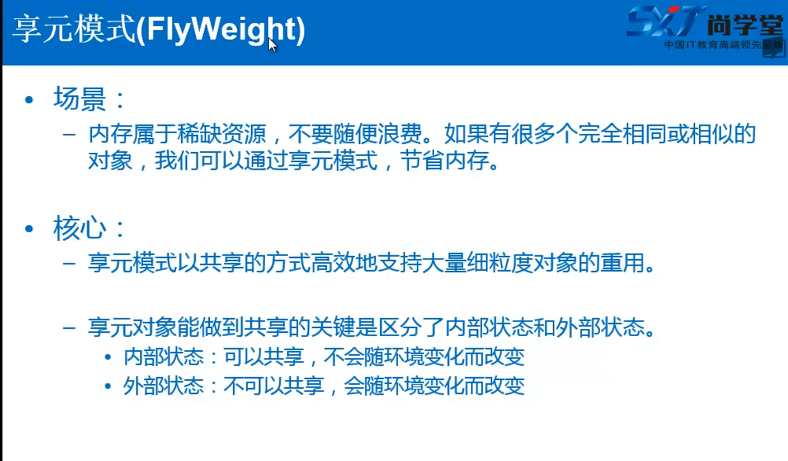 享元模式(FlyWeight)
SXT 尚学堂
中国IT教育高端领先品牌
• 场景：
– 内存属于稀缺资源，不要随便浪费。如果有很多个完全相同或相似的
对象，我们可以通过享元模式，节省内存。
• 核心：
– 享元模式以共享的方式高效地支持大量细粒度对象的重用。
– 享元对象能做到共享的关键是区分了内部状态和外部状态。
• 内部状态：可以共享，不会随环境变化而改变
• 外部状态：不可以共享，会随环境变化而改变